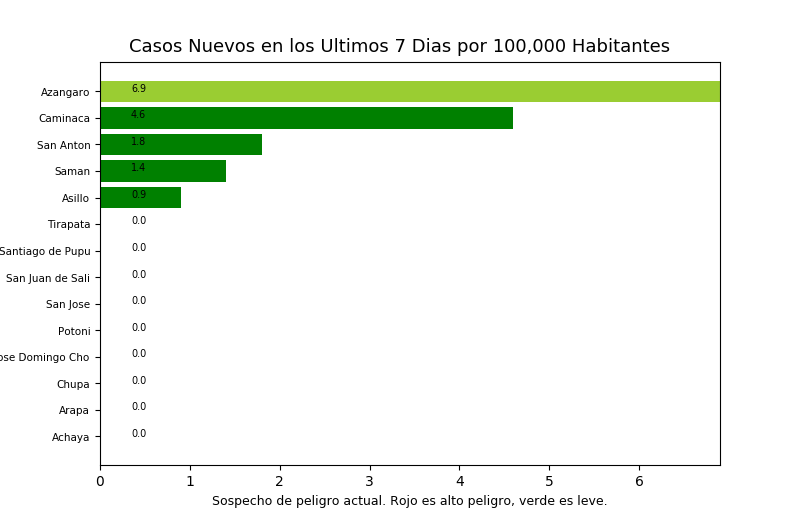 Casos Nuevos en los Ultimos 7 Dias por 100,000 Habitantes
Azangaro 6.9
Caminaca 4.6
San Anton 1.8
Saman 1.4
Asillo 0.9
Tirapata 0.0
Santiago de Pupu 0.0
San Juan de Sali 0.0
San Jose 0.0
Potoni 0.0
ose Domingo Cho 0.0
Chupa 0.0
Arapa 0.0
Achaya 0.0
0 1 2 3 4 5 6
Sospecho de peligro actual. Rojo es alto peligro, verde es leve.